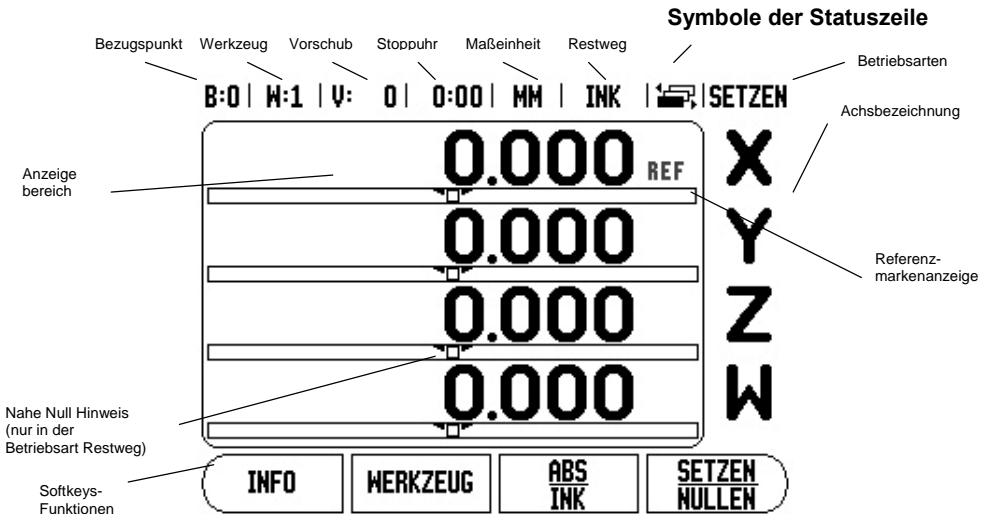 Symbole der Statuszeile
Bezugspunkt Werkzeug Vorschub Stoppuhr Maßeinheit Restweg
Betriebsarten
B:0 | W:1 | V: 0 | 0:00 | MM | INK | SETZEN
Achsbezeichnung
Anzeige
bereich
0.000 REF X
0.000 Y
Referenz-
markenanzeige
0.000 Z
0.000 W
Nahe Null Hinweis
(nur in der
Betriebsart Restweg)
Softkeys-
Funktionen
INFO WERKZEUG ABS SETZEN
INK NULLEN